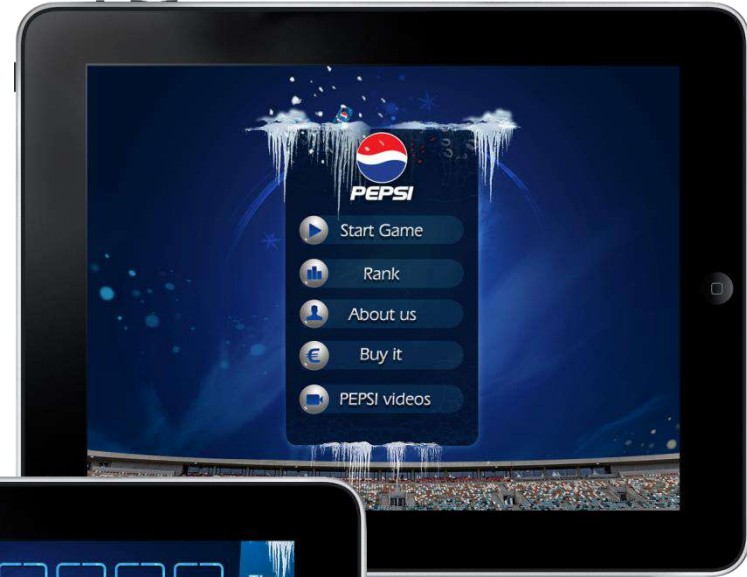 PEPSI
Start Game
Rank
About us
€
Buy it
PEPSI videos